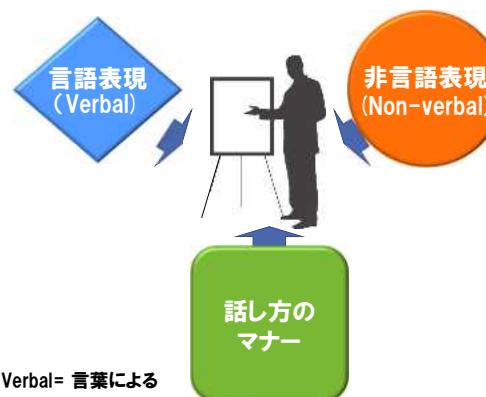 言語表現
（Verbal）
非言語表現
(Non-verbal)
話し方の
マナー
Verbal= 言葉による